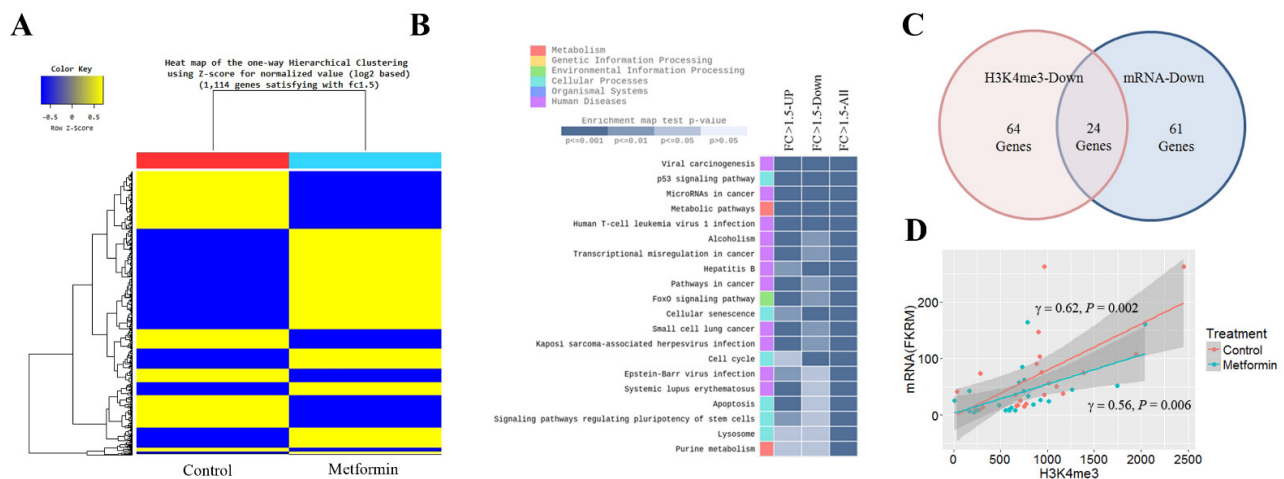 A
Color Key
-0.5 0 0.5
Row Z-Score
Heat map of the one-way Hierarchical Clustering
using Z-score for normalized value (log2 based)
(1,114 genes satisfying with fc1.5)
Control
Metformin
B
Metabolism
Genetic Information Processing
Environmental Information Processing
Cellular Processes
Organismal Systems
Human Diseases
Enrichment map test p-value
p<=0.001 p<=0.01 p<=0.05 p>0.05
FC>1.5-UP
FC>1.5-Down
FC>1.5-All
Viral carcinogenesis
p53 signaling pathway
MicroRNAs in cancer
Metabolic pathways
Human T-cell leukemia virus 1 infection
Alcoholism
Transcriptional misregulation in cancer
Hepatitis B
Pathways in cancer
FoxO signaling pathway
Cellular senescence
Small cell lung cancer
Kaposi sarcoma-associated herpesvirus infection
Cell cycle
Epstein-Barr virus infection
Systemic lupus erythematosus
Apoptosis
Signaling pathways regulating pluripotency of stem cells
Lysosome
Purine metabolism
C
H3K4me3-Down
mRNA-Down
64
Genes
24
Genes
61
Genes
D
mRNA(FKRM)
200
100
0
γ = 0.62, P = 0.002
γ = 0.56, P = 0.006
0 500 1000 1500 2000 2500
H3K4me3
Treatment
Control
Metformin